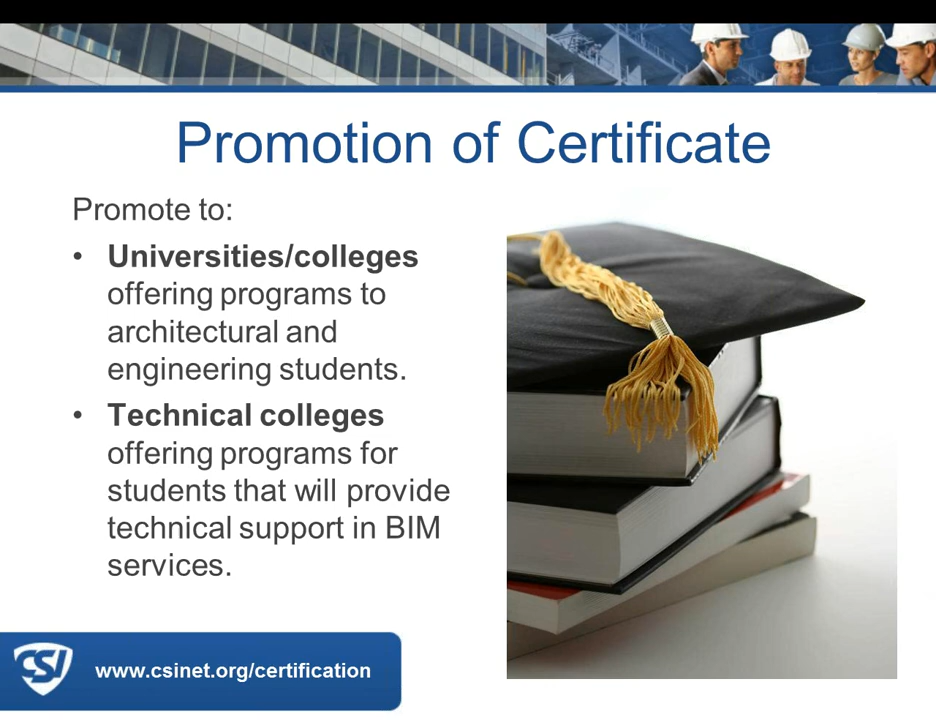 Promotion of Certificate
Promote to:
• Universities/colleges
offering programs to
architectural and
engineering students.
• Technical colleges
offering programs for
students that will provide
technical support in BIM
services.
CSI
www.csinet.org/certification